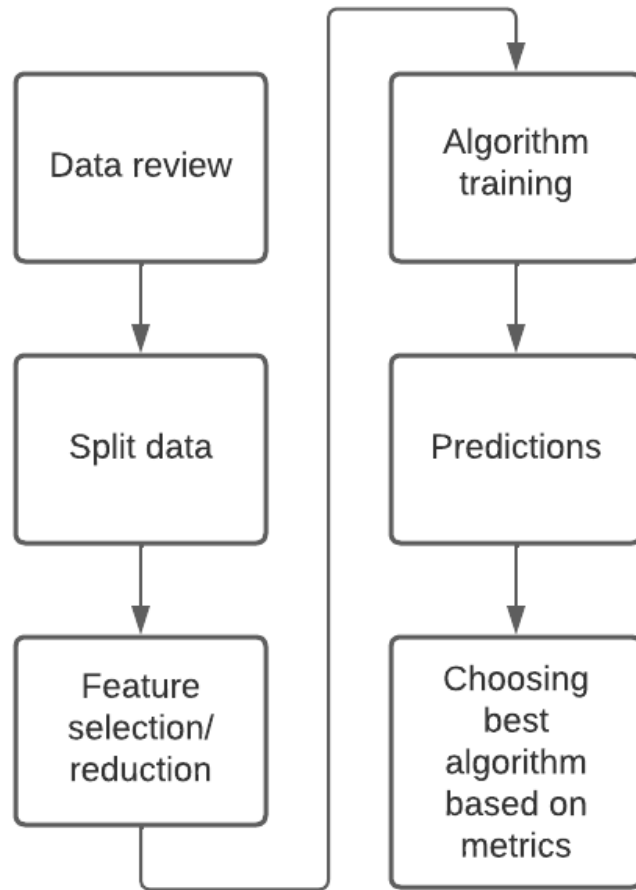 Data review
Split data
Feature
selection/
reduction
Algorithm
training
Predictions
Choosing
best
algorithm
based on
metrics